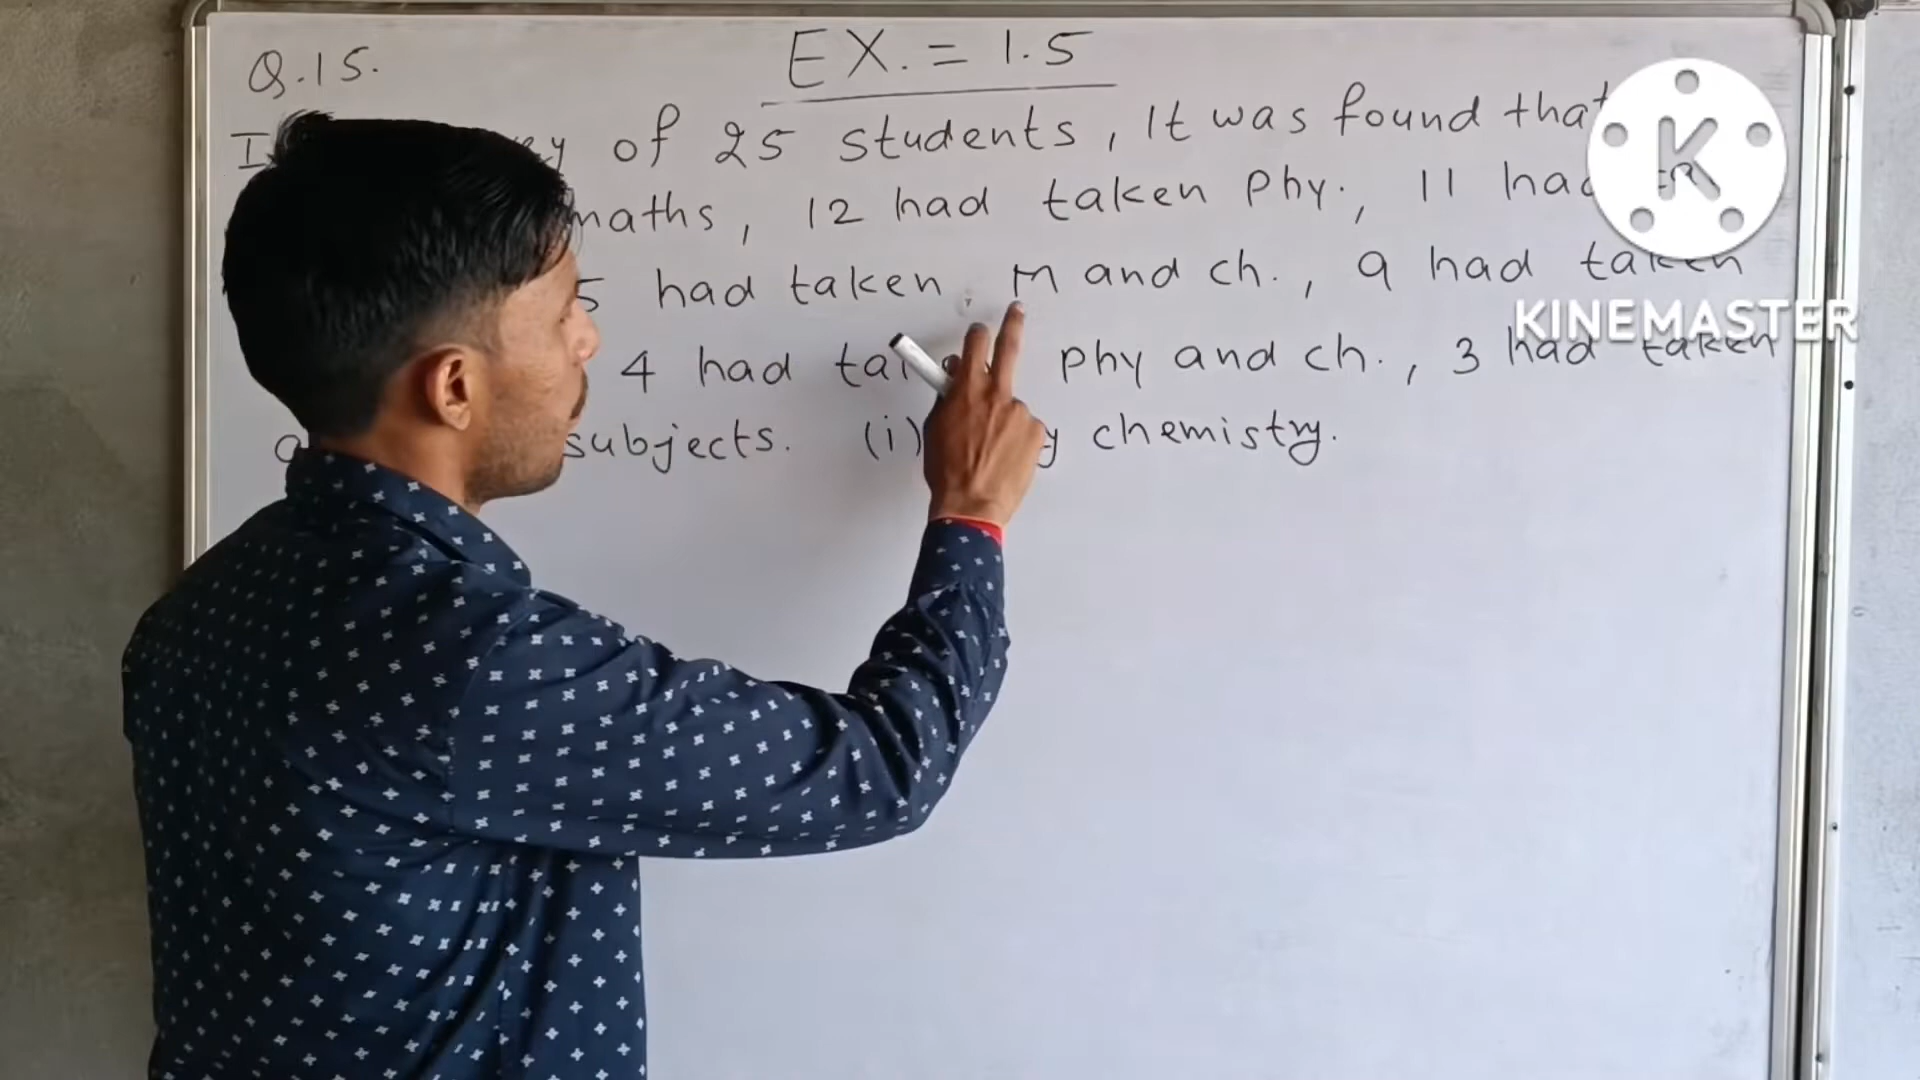 Q.15.
EX. = 1.5
of 25 students, It was found that
maths, 12 had taken Phy., 11 had
5 had taken M and ch., 9 had taken
KINEMASTER
4 had phy and ch., 3 had taken
subjects. (i) chemistry.